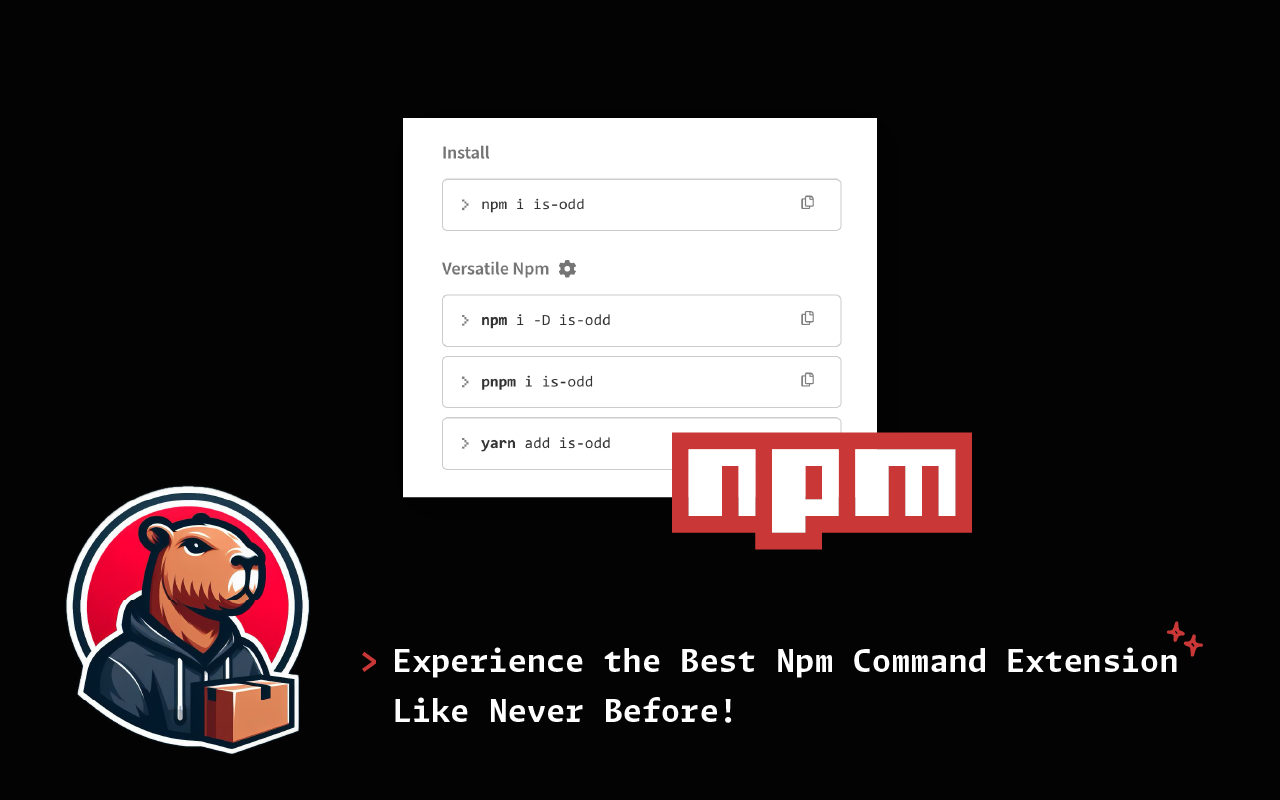 Install
> npm i is-odd
Versatile Npm
> npm i -D is-odd
> pnpm i is-odd
> yarn add is-odd
npm
> Experience the Best Npm Command Extension
Like Never Before!